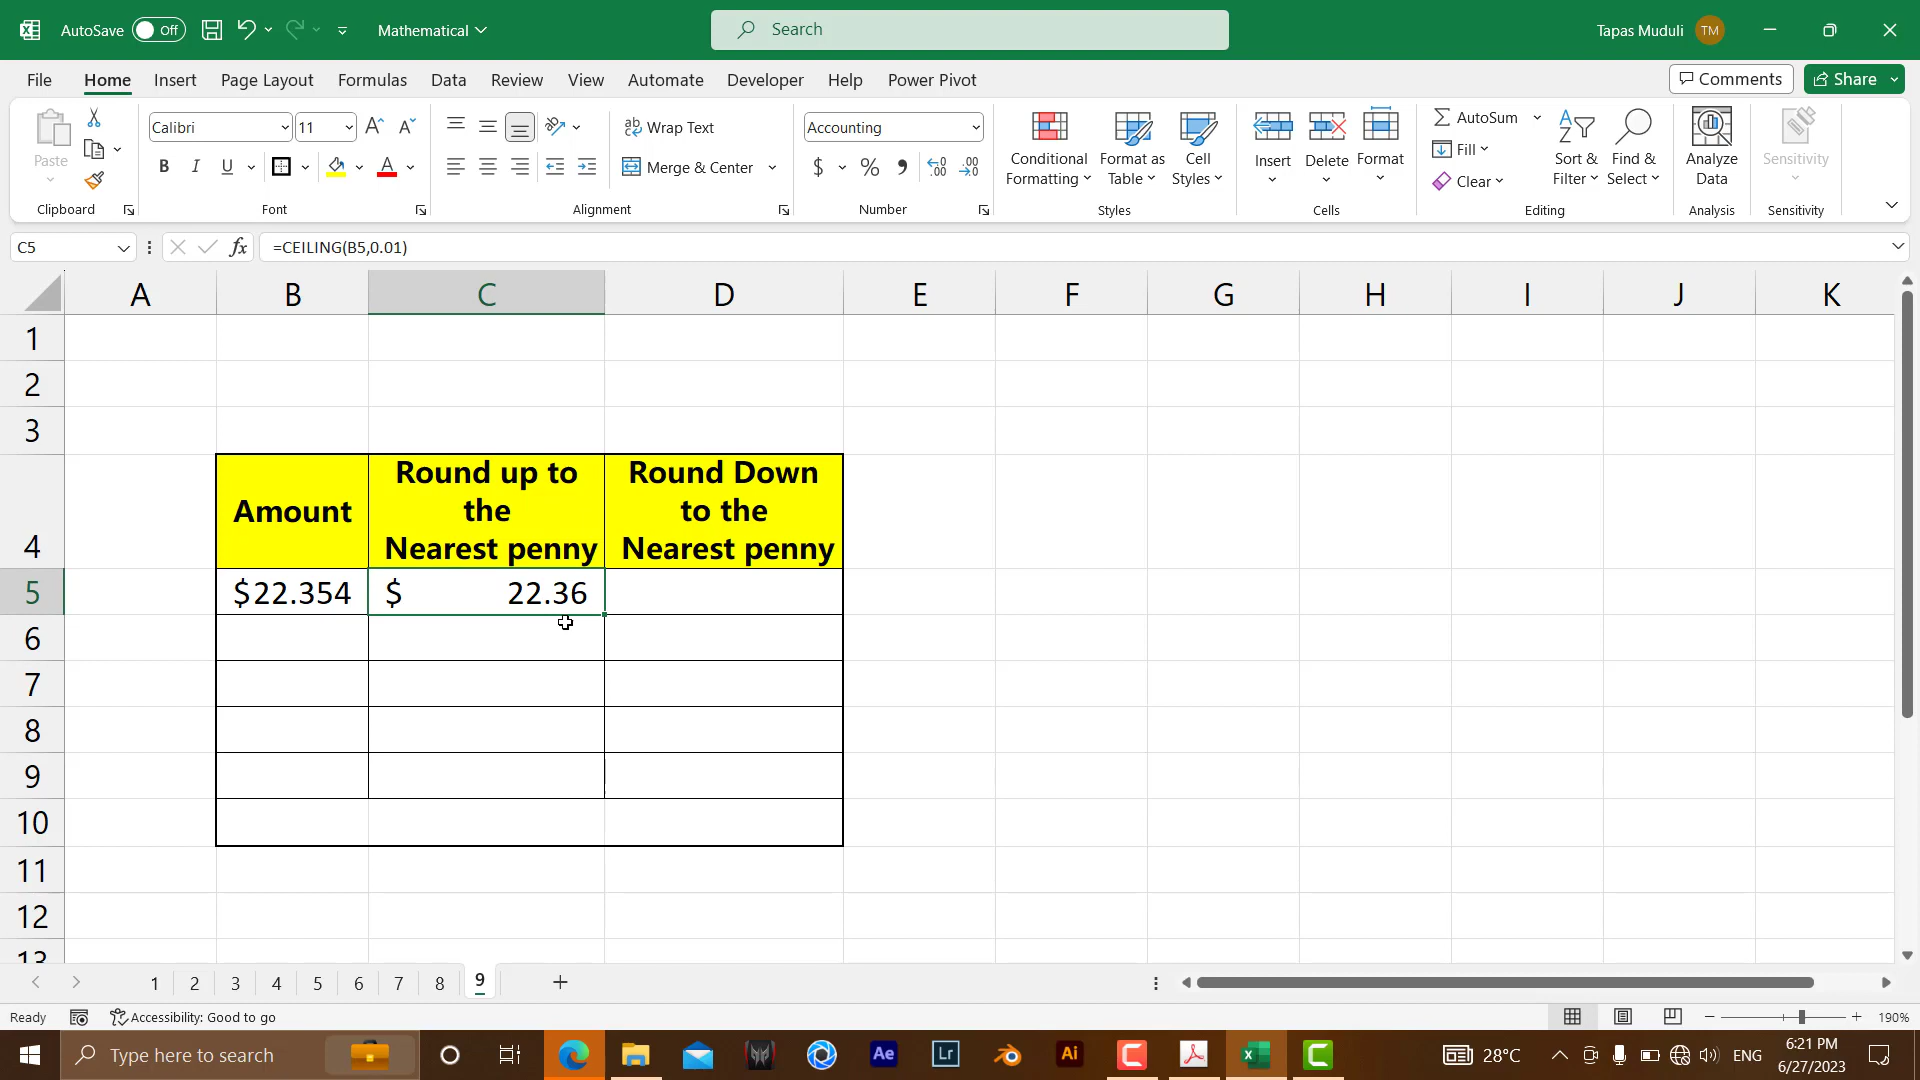 AutoSave Off Mathematical Search Tapas Muduli TM
File Home Insert Page Layout Formulas Data Review View Automate Developer Help Power Pivot Comments Share
Paste Calibri 11 Wrap Text Accounting Conditional Formatting Format as Table Cell Styles Insert Delete Format AutoSum Fill Clear Sort & Filter Find & Select Analyze Data Sensitivity
B I U Merge & Center $ %
Clipboard Font Alignment Number Styles Cells Editing Analysis Sensitivity
C5 fx =CEILING(B5,0.01)
A B C D E F G H I J K
1
2
3
4 Amount Round up to the Nearest penny Round Down to the Nearest penny
5 $22.354 $ 22.36
6
7
8
9
10
11
12
13
1 2 3 4 5 6 7 8 9 +
Ready Accessibility: Good to go 190%
Type here to search Ae Lr Ai 28°C ENG 6:21 PM
6/27/2023